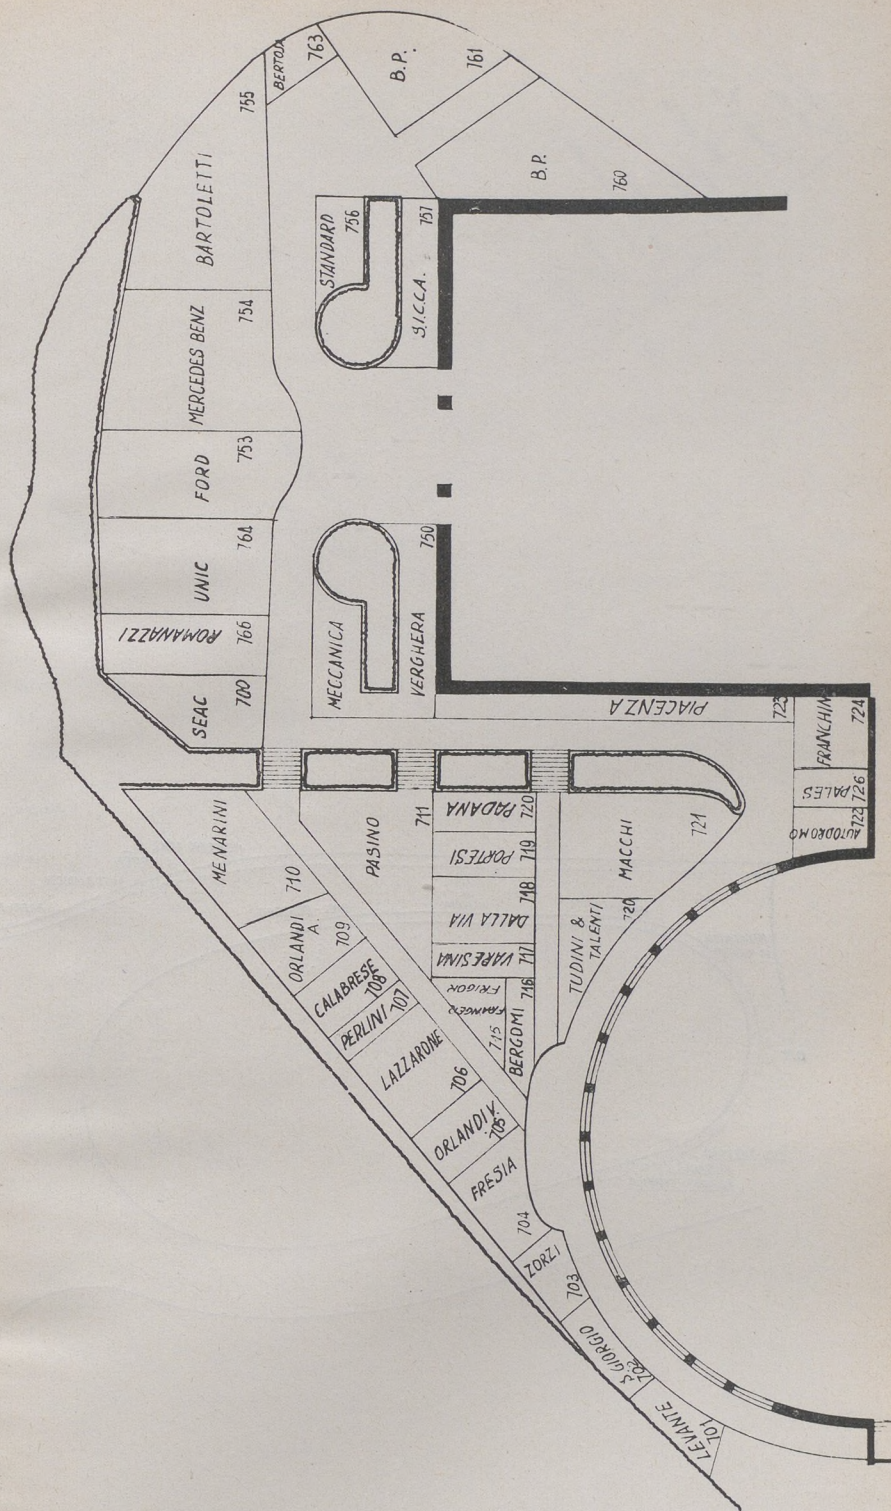 BERTOJA
763
B.P.
761
755
BARTOLETTI
B.P.
760
STANDARD
756
757
S.I.C.C.A.
MERCEDES BENZ
754
FORD
753
UNIC
764
ROMANAZZI
766
SEAC
700
MECCANICA
VERGHERA
750
PIACENZA
723
FRANCHIN
724
PALES
726
AUTODROMO
722
MENARINI
710
PASINO
711
PADANA
720
PORTESI
719
DALLA VIA
718
VARESINA
717
FRIGOR
715
BERGOMI
716
MACCHI
721
TUDINI &
TALENTI
720
ORLANDI
A.
709
CALABRESE
708
PERLINI
707
LAZZARONE
706
ORLANDI V.
705
FRESIA
704
ZORZI
703
S. GIORGIO
702
LEVANTE
701